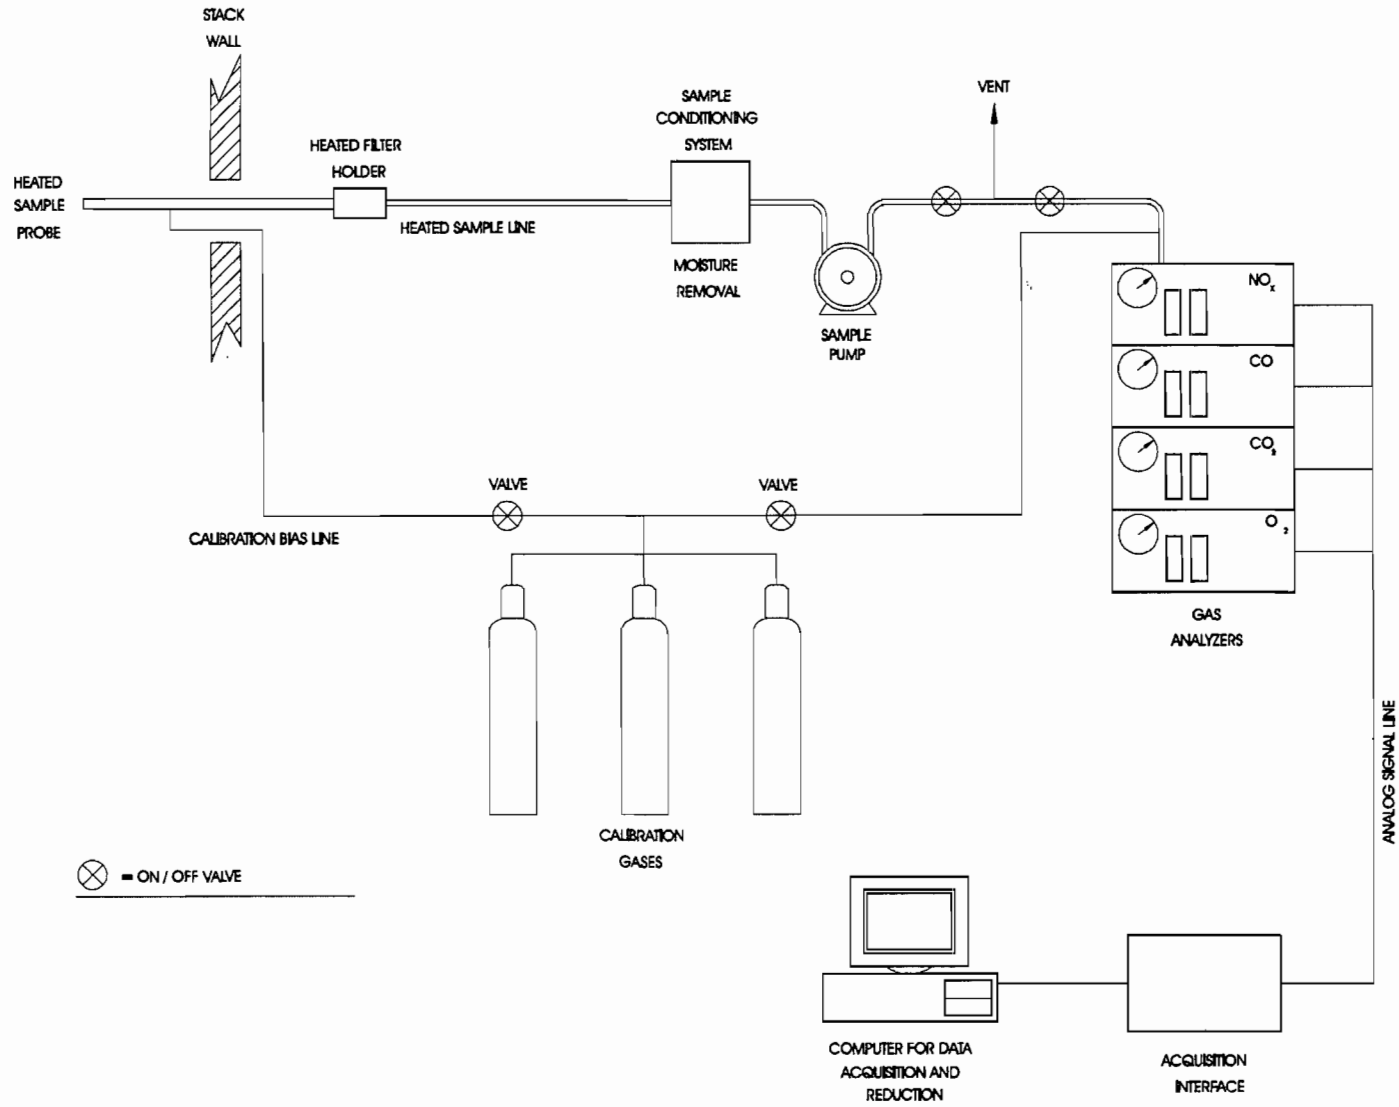 STACK
WALL
HEATED
SAMPLE
PROBE
HEATED FILTER
HOLDER
HEATED SAMPLE LINE
SAMPLE
CONDITIONING
SYSTEM
MOISTURE
REMOVAL
SAMPLE
PUMP
VENT
NOx
CO
CO2
O2
GAS
ANALYZERS
VALVE
VALVE
CALIBRATION BIAS LINE
CALIBRATION
GASES
= ON / OFF VALVE
ANALOG SIGNAL LINE
COMPUTER FOR DATA
ACQUISITION AND
REDUCTION
ACQUISITION
INTERFACE